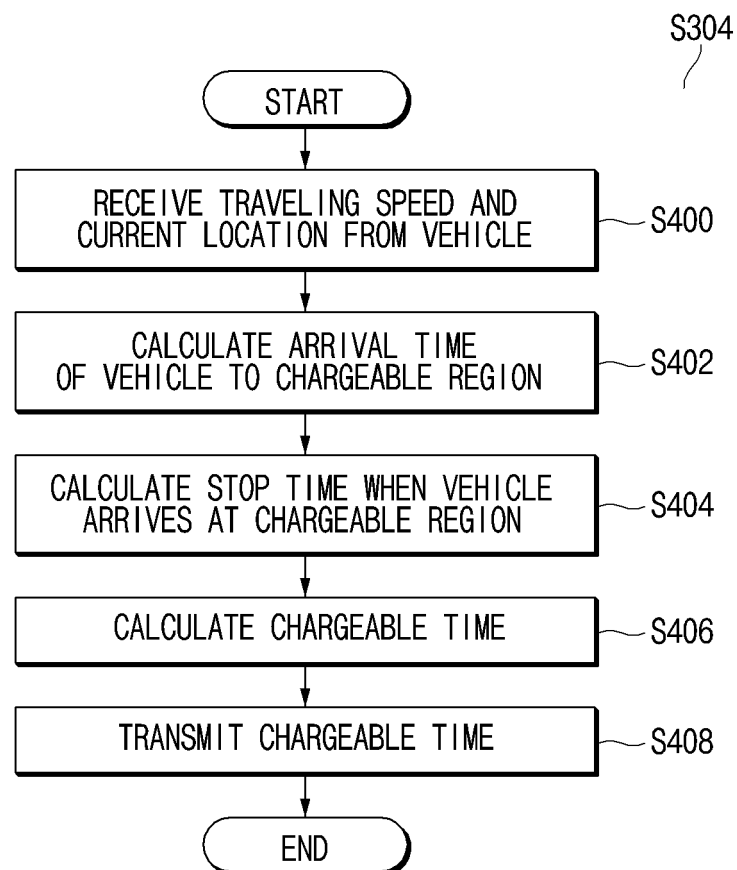 S304
START
RECEIVE TRAVELING SPEED AND
CURRENT LOCATION FROM VEHICLE
S400
CALCULATE ARRIVAL TIME
OF VEHICLE TO CHARGEABLE REGION
S402
CALCULATE STOP TIME WHEN VEHICLE
ARRIVES AT CHARGEABLE REGION
S404
CALCULATE CHARGEABLE TIME
S406
TRANSMIT CHARGEABLE TIME
S408
END